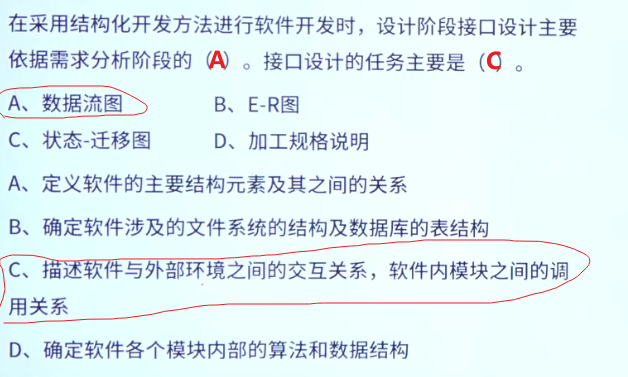 在采用结构化开发方法进行软件开发时，设计阶段接口设计主要
依据需求分析阶段的（A）。接口设计的任务主要是（C）。
A、数据流图 B、E-R图
C、状态-迁移图 D、加工规格说明
A、定义软件的主要结构元素及其之间的关系
B、确定软件涉及的文件系统的结构及数据库的表结构
C、描述软件与外部环境之间的交互关系，软件内模块之间的调
用关系
D、确定软件各个模块内部的算法和数据结构